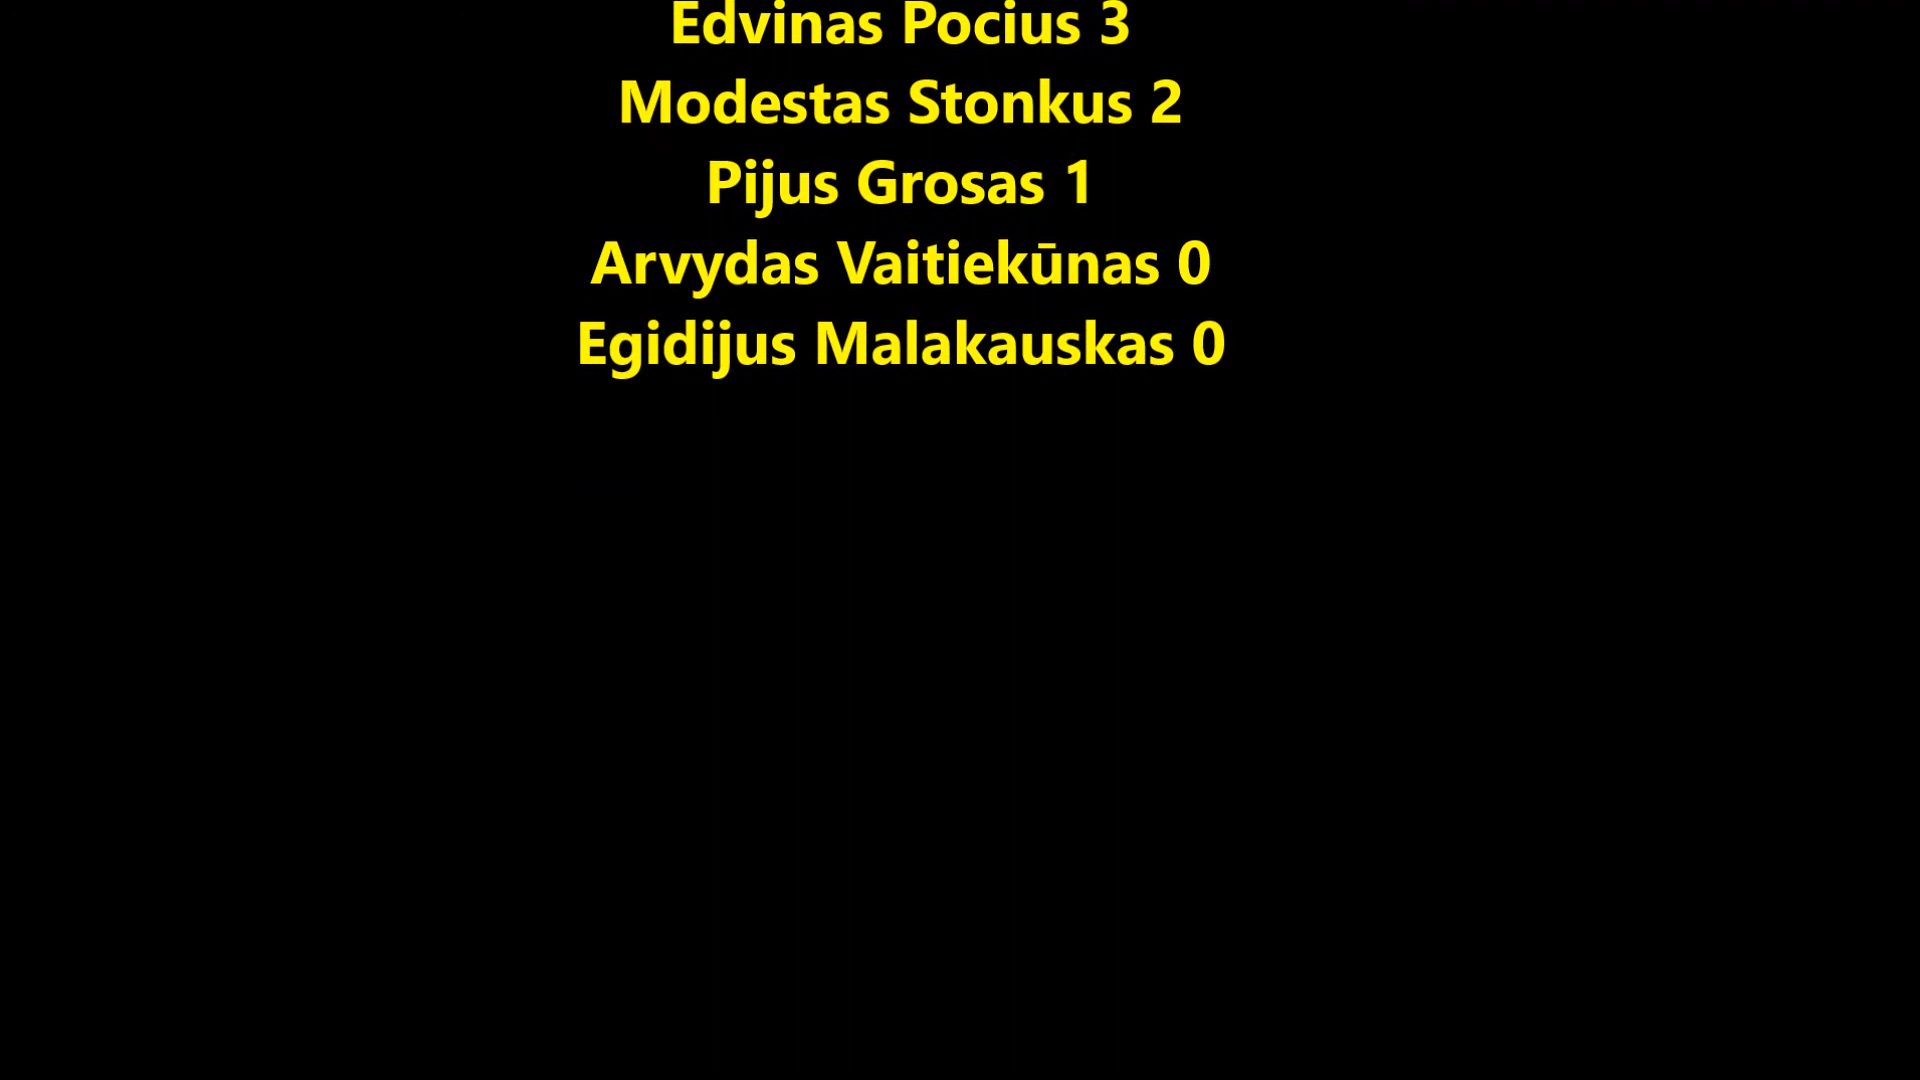 Edvinas Pocius 3
Modestas Stonkus 2
Pijus Grosas 1
Arvydas Vaitiekūnas 0
Egidijus Malakauskas 0